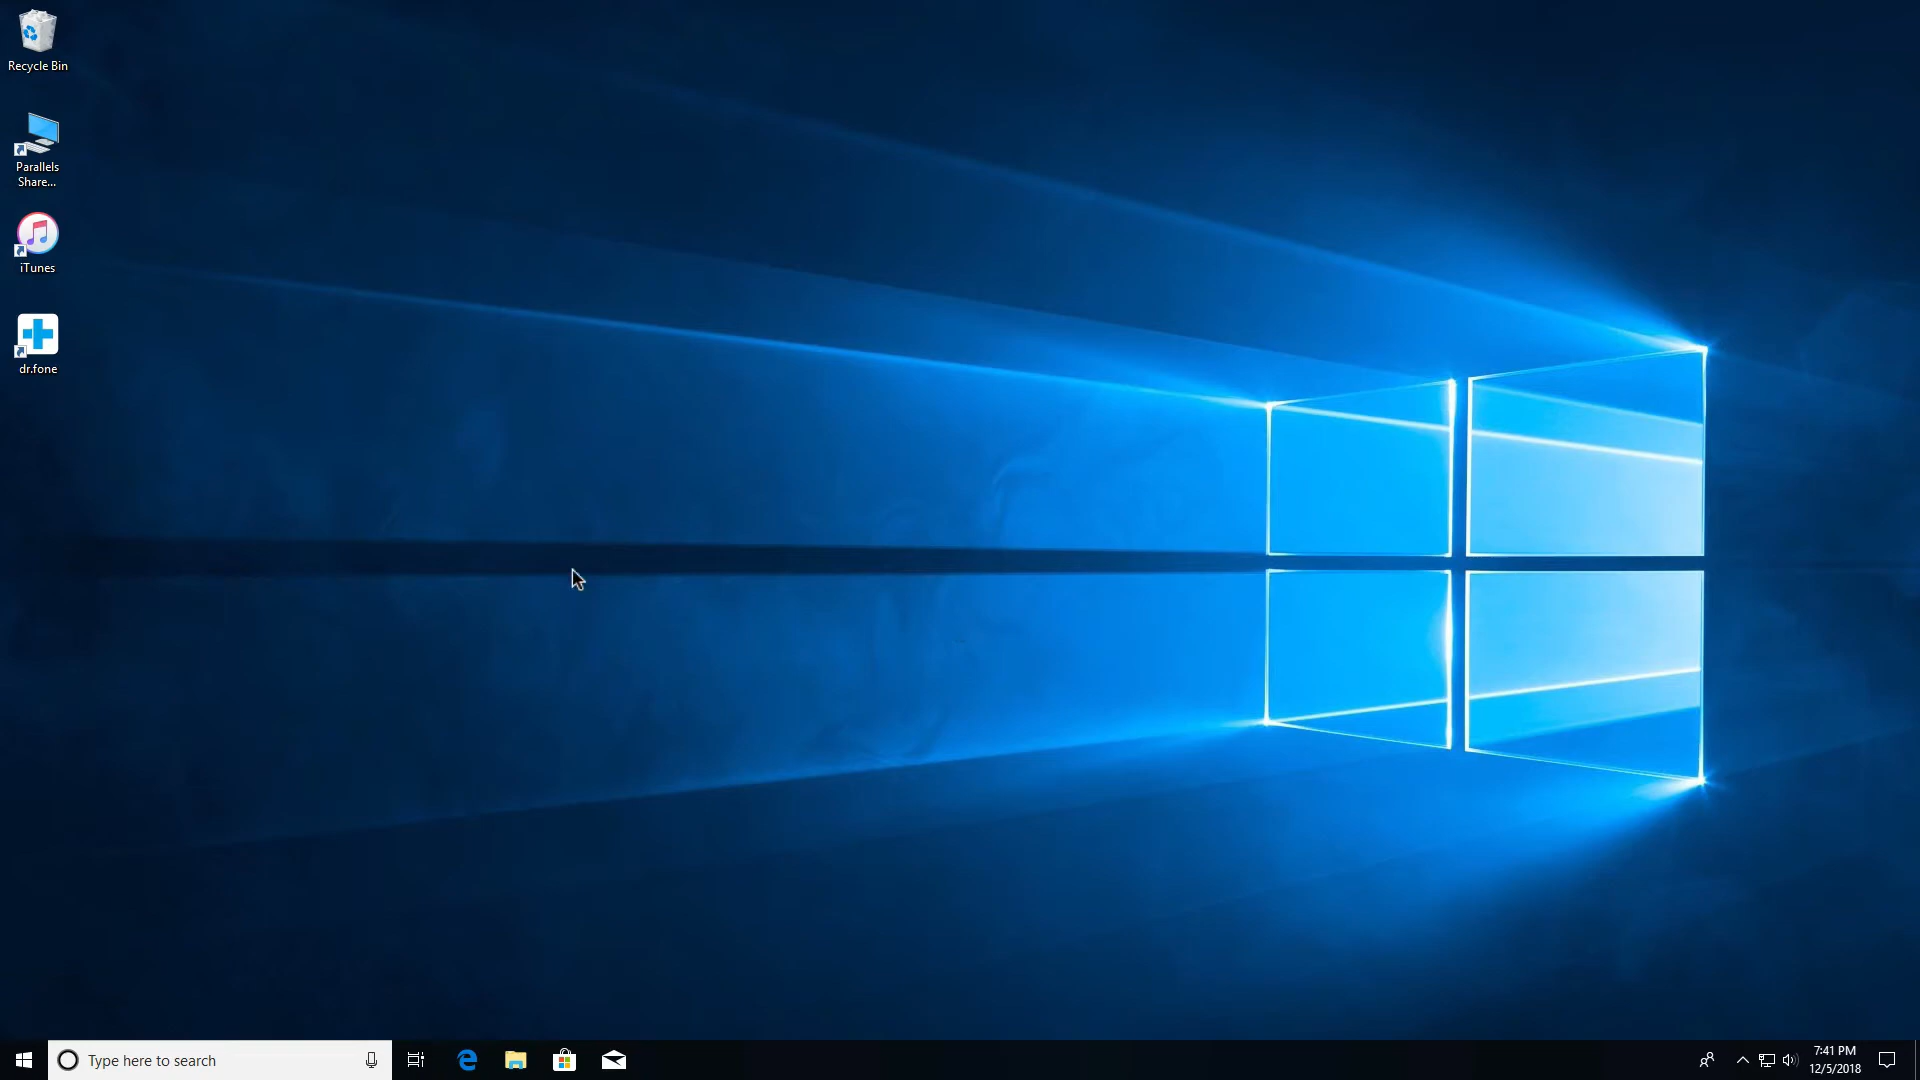 Recycle Bin
Parallels
Share...
iTunes
dr.fone
Type here to search
7:41 PM
12/5/2018